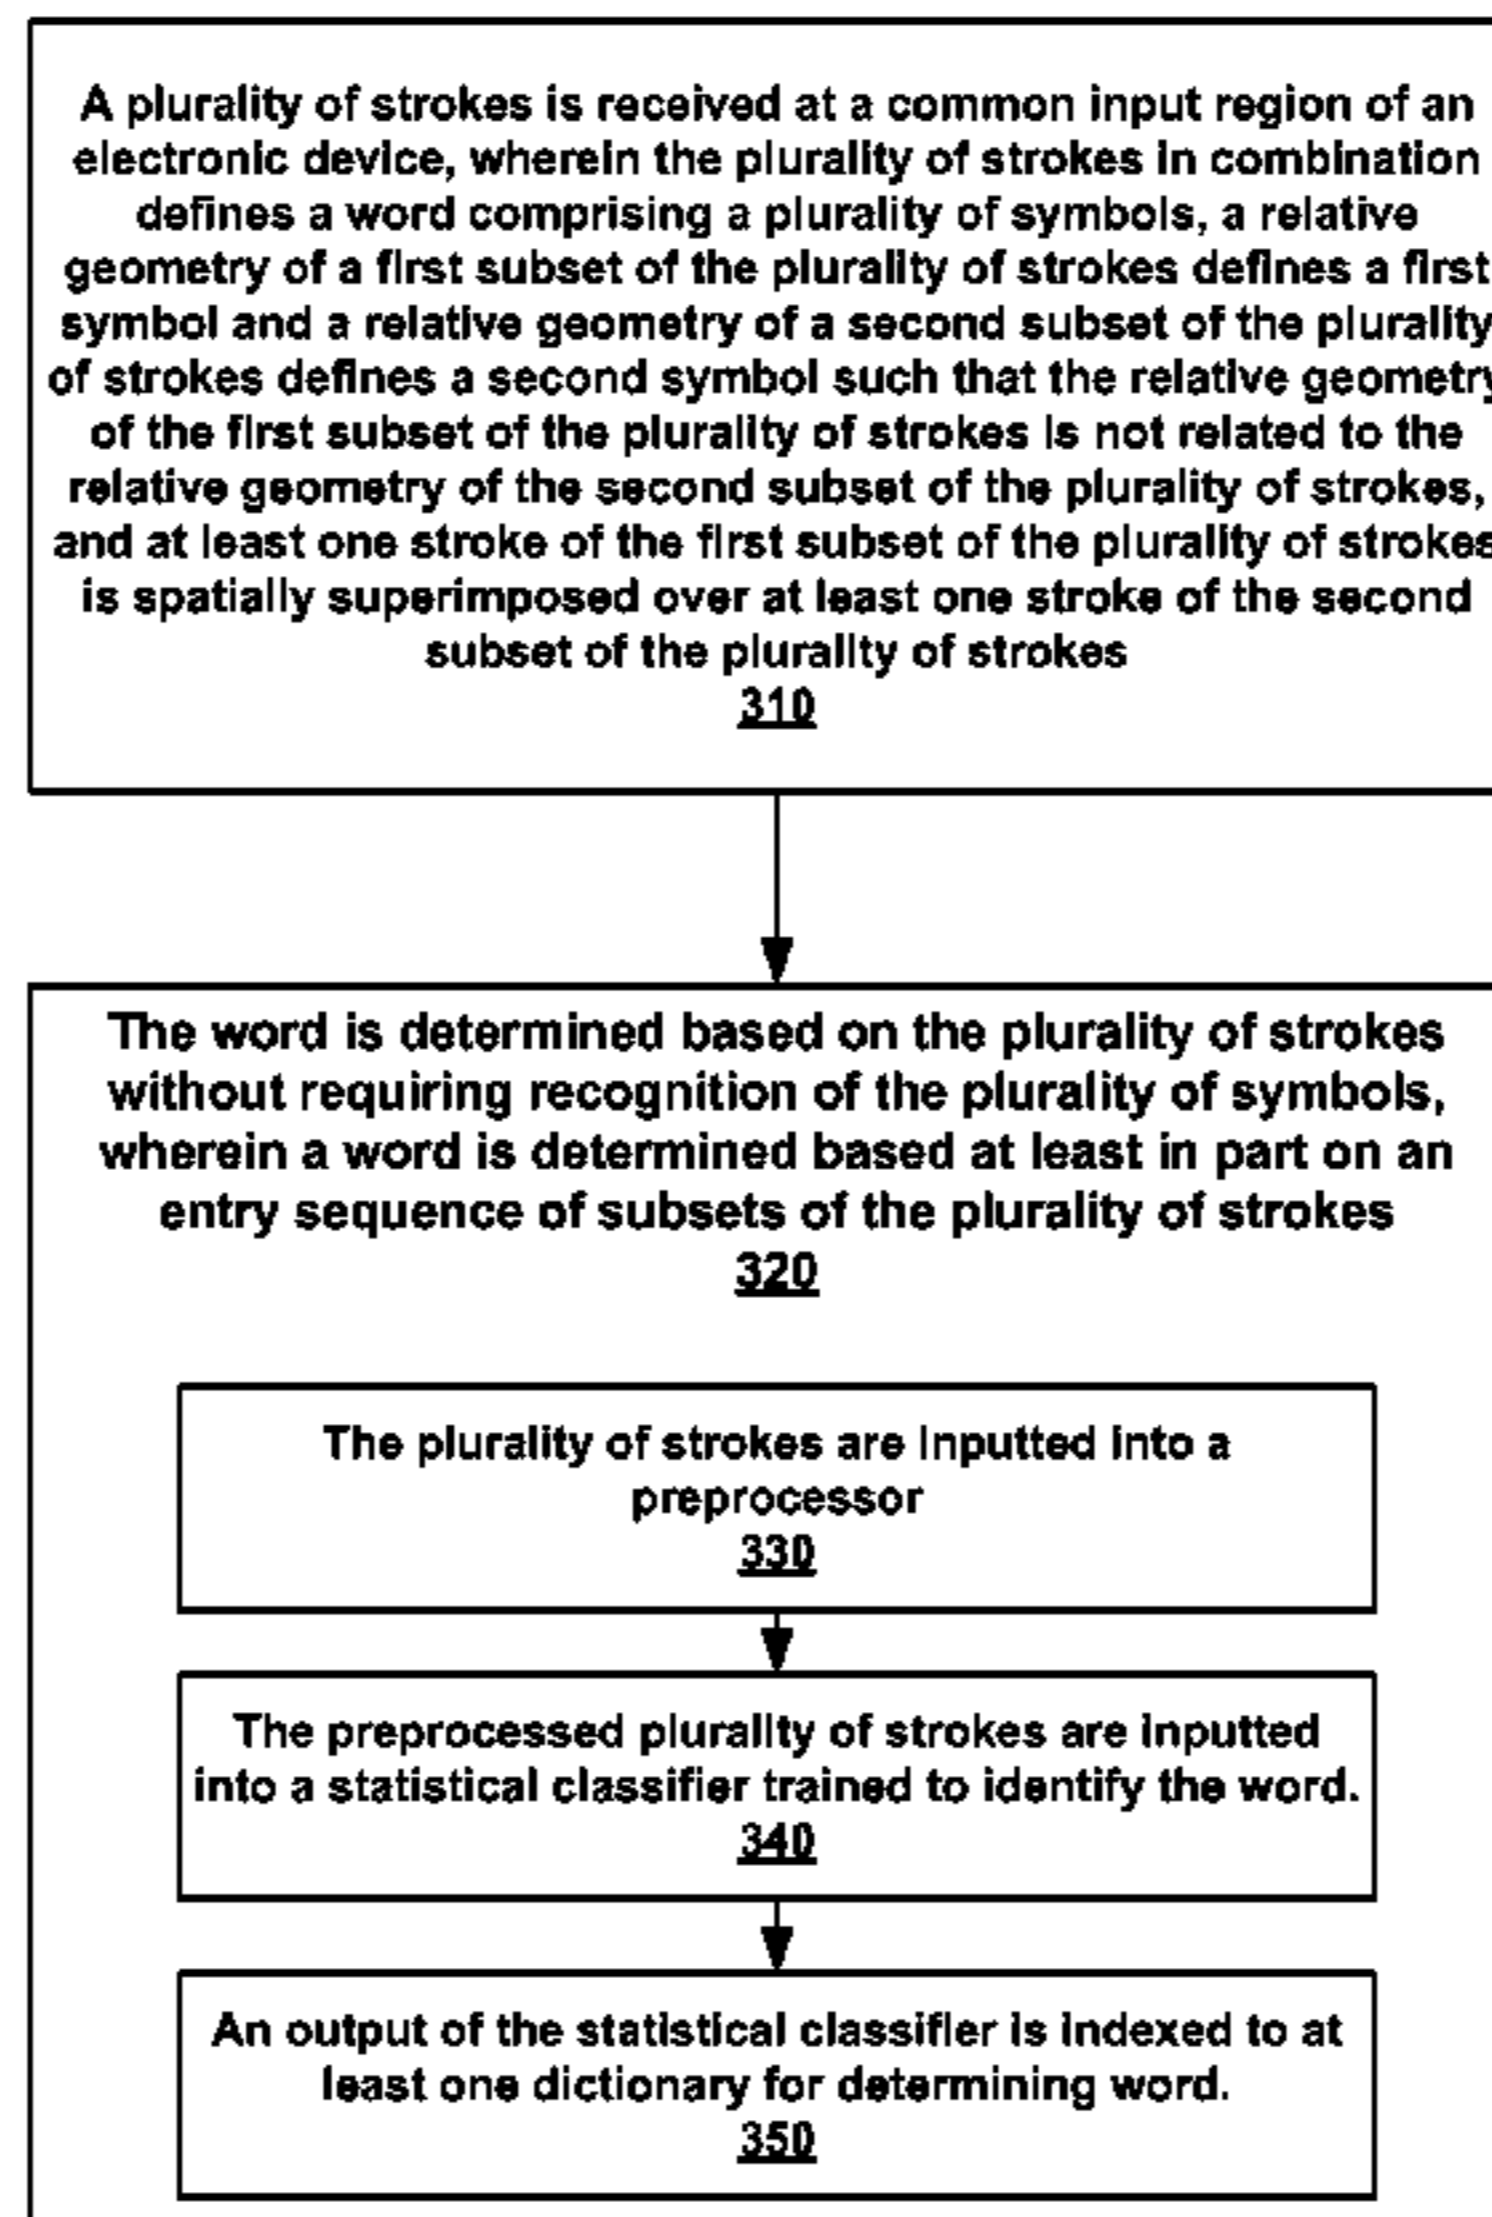 A plurality of strokes is received at a common input region of an
electronic device, wherein the plurality of strokes in combination
defines a word comprising a plurality of symbols, a relative
geometry of a first subset of the plurality of strokes defines a first
symbol and a relative geometry of a second subset of the plurality
of strokes defines a second symbol such that the relative geometry
of the first subset of the plurality of strokes is not related to the
relative geometry of the second subset of the plurality of strokes,
and at least one stroke of the first subset of the plurality of strokes
is spatially superimposed over at least one stroke of the second
subset of the plurality of strokes
310
The word is determined based on the plurality of strokes
without requiring recognition of the plurality of symbols,
wherein a word is determined based at least in part on an
entry sequence of subsets of the plurality of strokes
320
The plurality of strokes are inputted into a
preprocessor
330
The preprocessed plurality of strokes are inputted
into a statistical classifier trained to identify the word.
340
An output of the statistical classifier is indexed to at
least one dictionary for determining word.
350